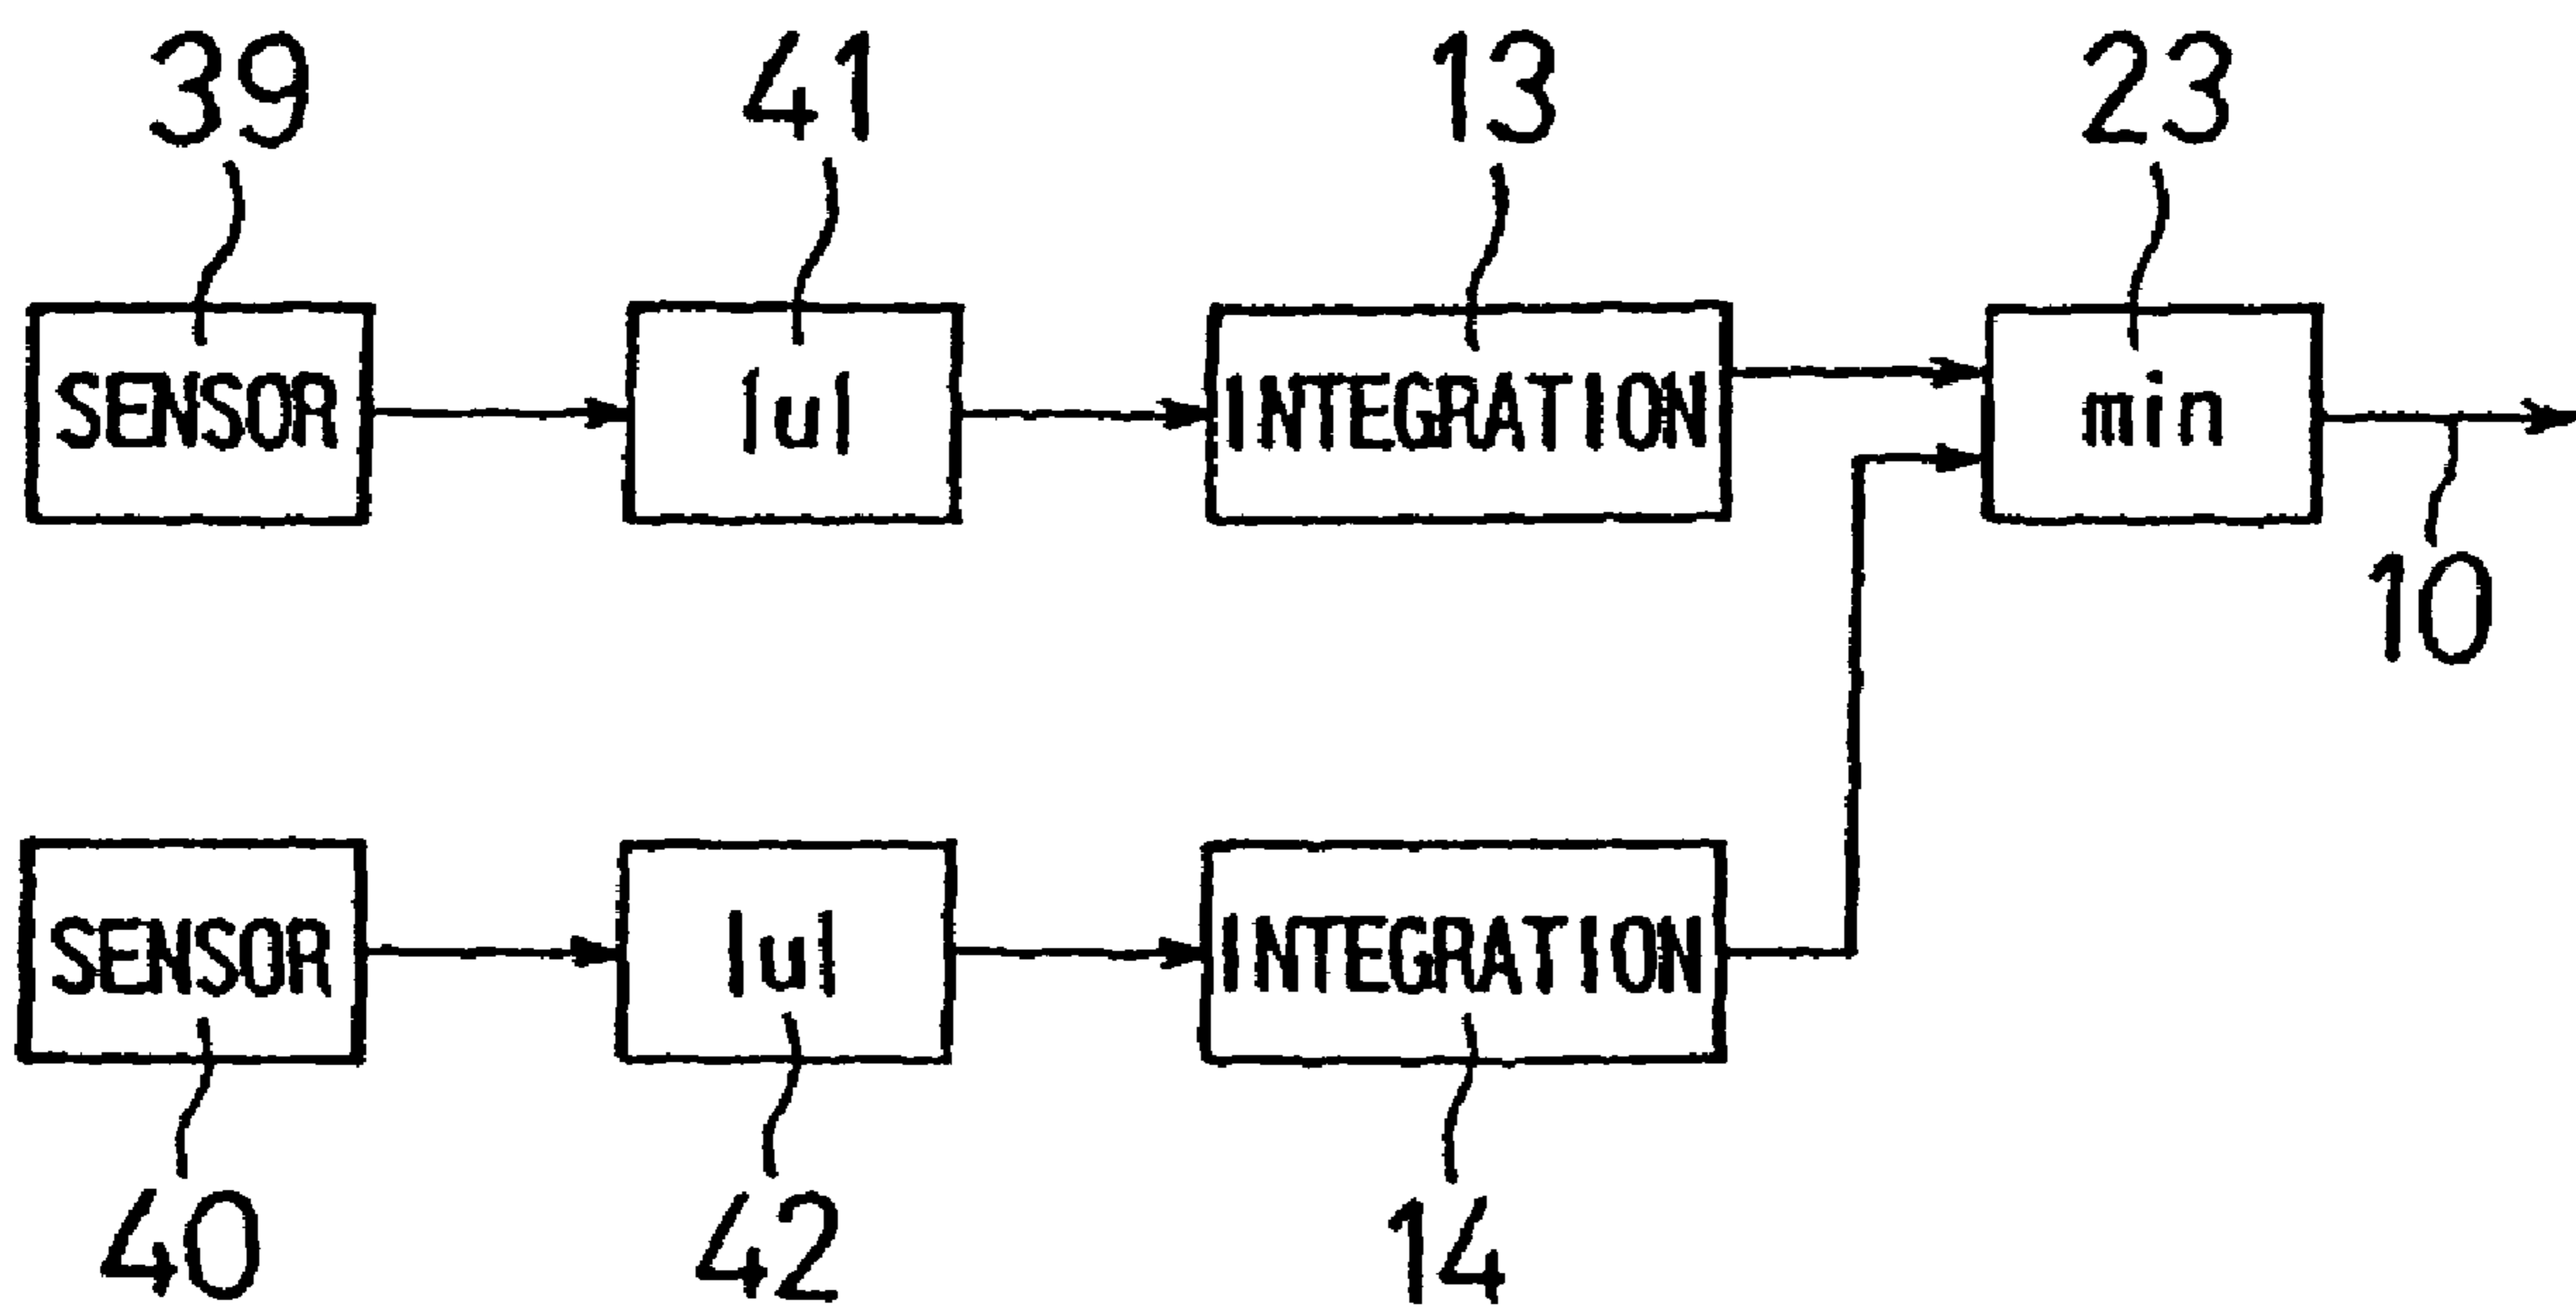 39 41 13 23
SENSOR |u| INTEGRATION min
10
SENSOR |u| INTEGRATION
40 42 14